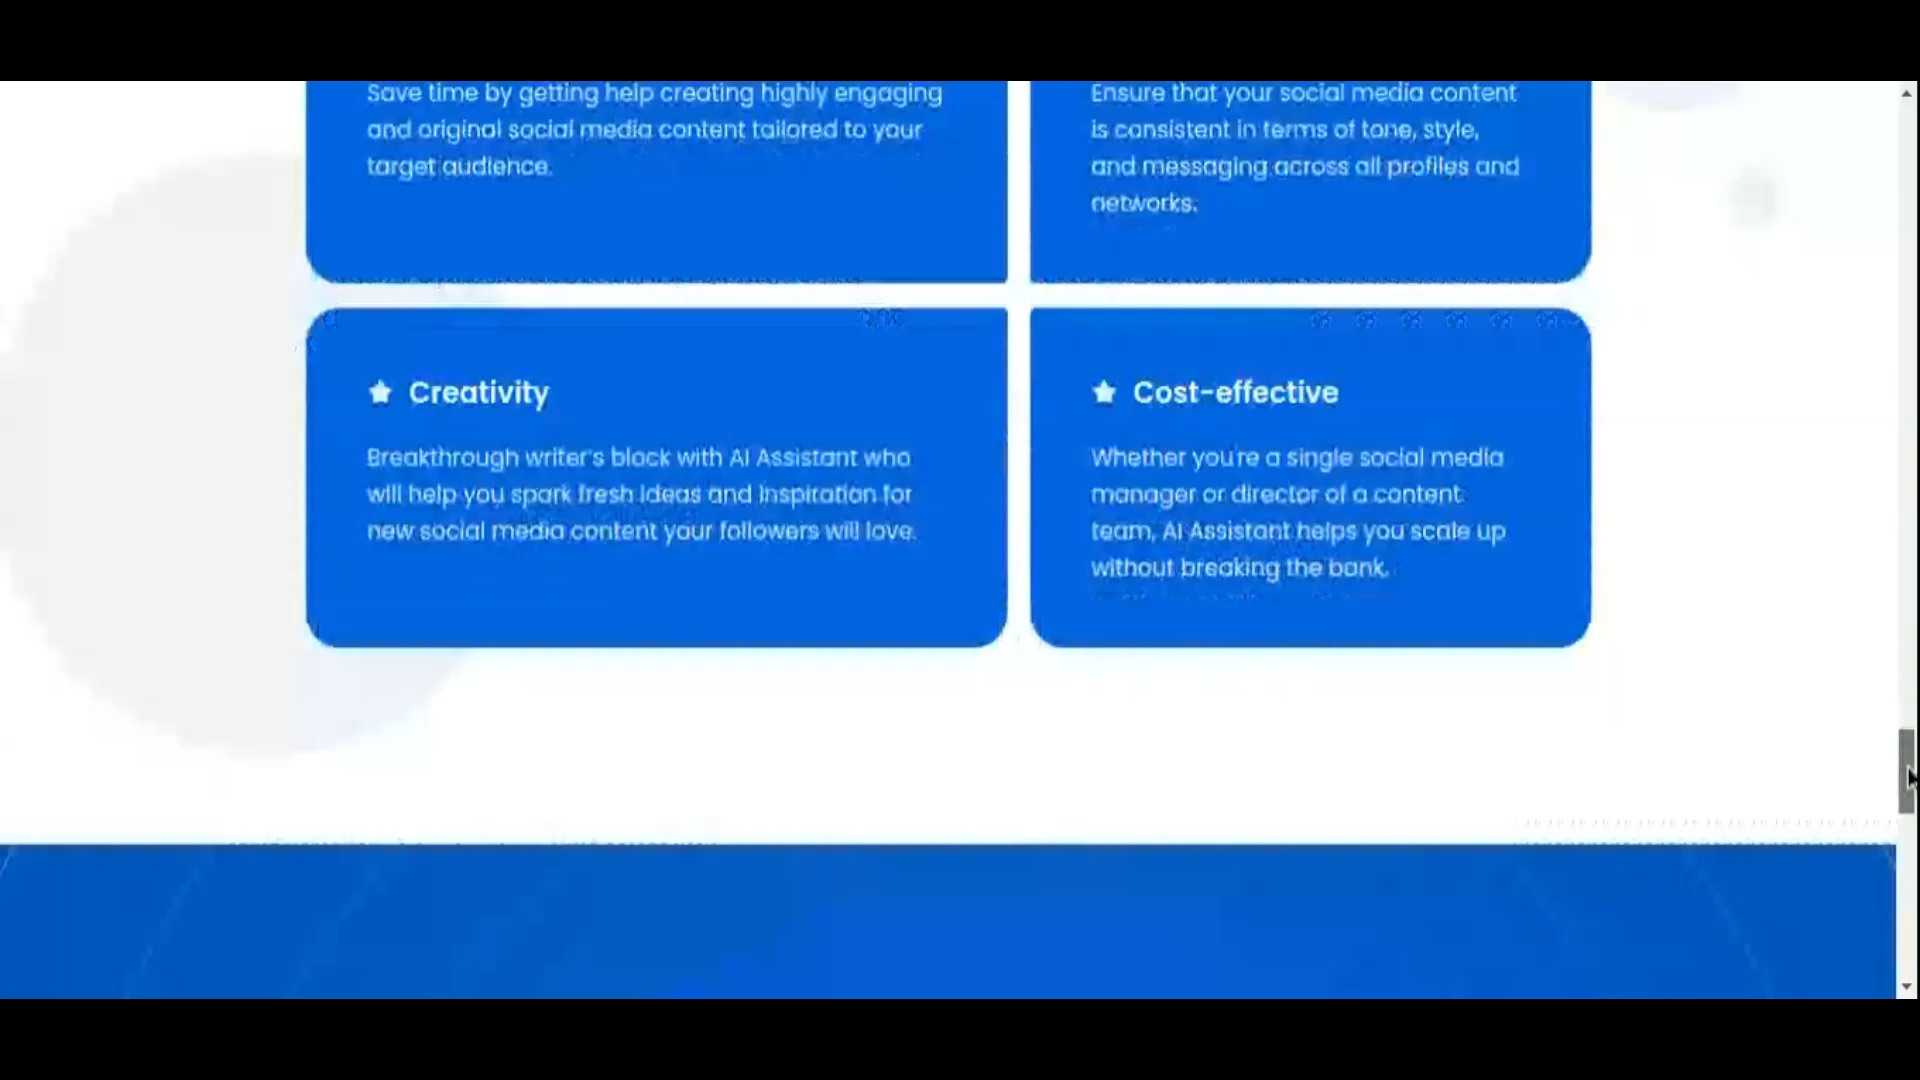 Save time by getting help creating highly engaging
and original social media content tailored to your
target audience.
Ensure that your social media content
is consistent in terms of tone, style,
and messaging across all profiles and
networks.
Creativity
Breakthrough writer's block with AI Assistant who
will help you spark fresh ideas and inspiration for
new social media content your followers will love.
Cost-effective
Whether you're a single social media
manager or director of a content
team, AI Assistant helps you scale up
without breaking the bank.